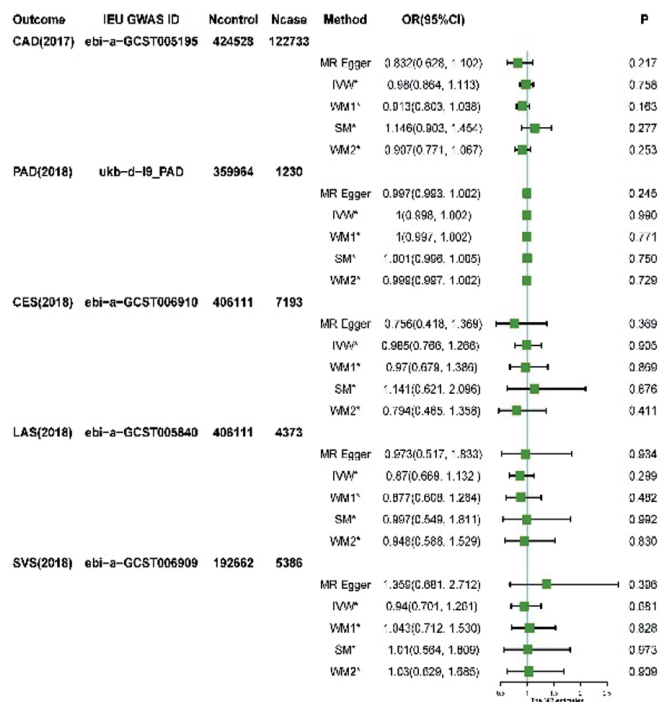 Outcome IEU GWAS ID Ncontrol Ncase Method OR(95%CI) P
CAD(2017) ebi-a-GCST005195 424528 122733
MR Egger 0.832(0.628, 1.102) 0.217
IVW* 0.98(0.864, 1.113) 0.758
WM1* 0.913(0.803, 1.038) 0.163
SM* 1.146(0.903, 1.454) 0.277
WM2* 0.907(0.771, 1.067) 0.253
PAD(2018) ukb-d-I9_PAD 359964 1230
MR Egger 0.997(0.993, 1.002) 0.245
IVW* 1(0.998, 1.002) 0.990
WM1* 1(0.997, 1.002) 0.771
SM* 1.001(0.996, 1.005) 0.750
WM2* 0.999(0.997, 1.002) 0.729
CES(2018) ebi-a-GCST006910 406111 7193
MR Egger 0.756(0.418, 1.369) 0.369
IVW* 0.985(0.766, 1.266) 0.905
WM1* 0.97(0.679, 1.386) 0.869
SM* 1.141(0.621, 2.096) 0.676
WM2* 0.794(0.465, 1.358) 0.411
LAS(2018) ebi-a-GCST005840 406111 4373
MR Egger 0.973(0.517, 1.833) 0.934
IVW* 0.87(0.669, 1.132 ) 0.299
WM1* 0.877(0.608, 1.264) 0.482
SM* 0.997(0.549, 1.811) 0.992
WM2* 0.948(0.588, 1.529) 0.830
SVS(2018) ebi-a-GCST006909 192662 5386
MR Egger 1.359(0.681, 2.712) 0.396
IVW* 0.94(0.701, 1.261) 0.681
WM1* 1.043(0.712, 1.530) 0.828
SM* 1.01(0.564, 1.809) 0.973
WM2* 1.03(0.629, 1.685) 0.909
0.5 1 1.5 2 2.5
The estimates